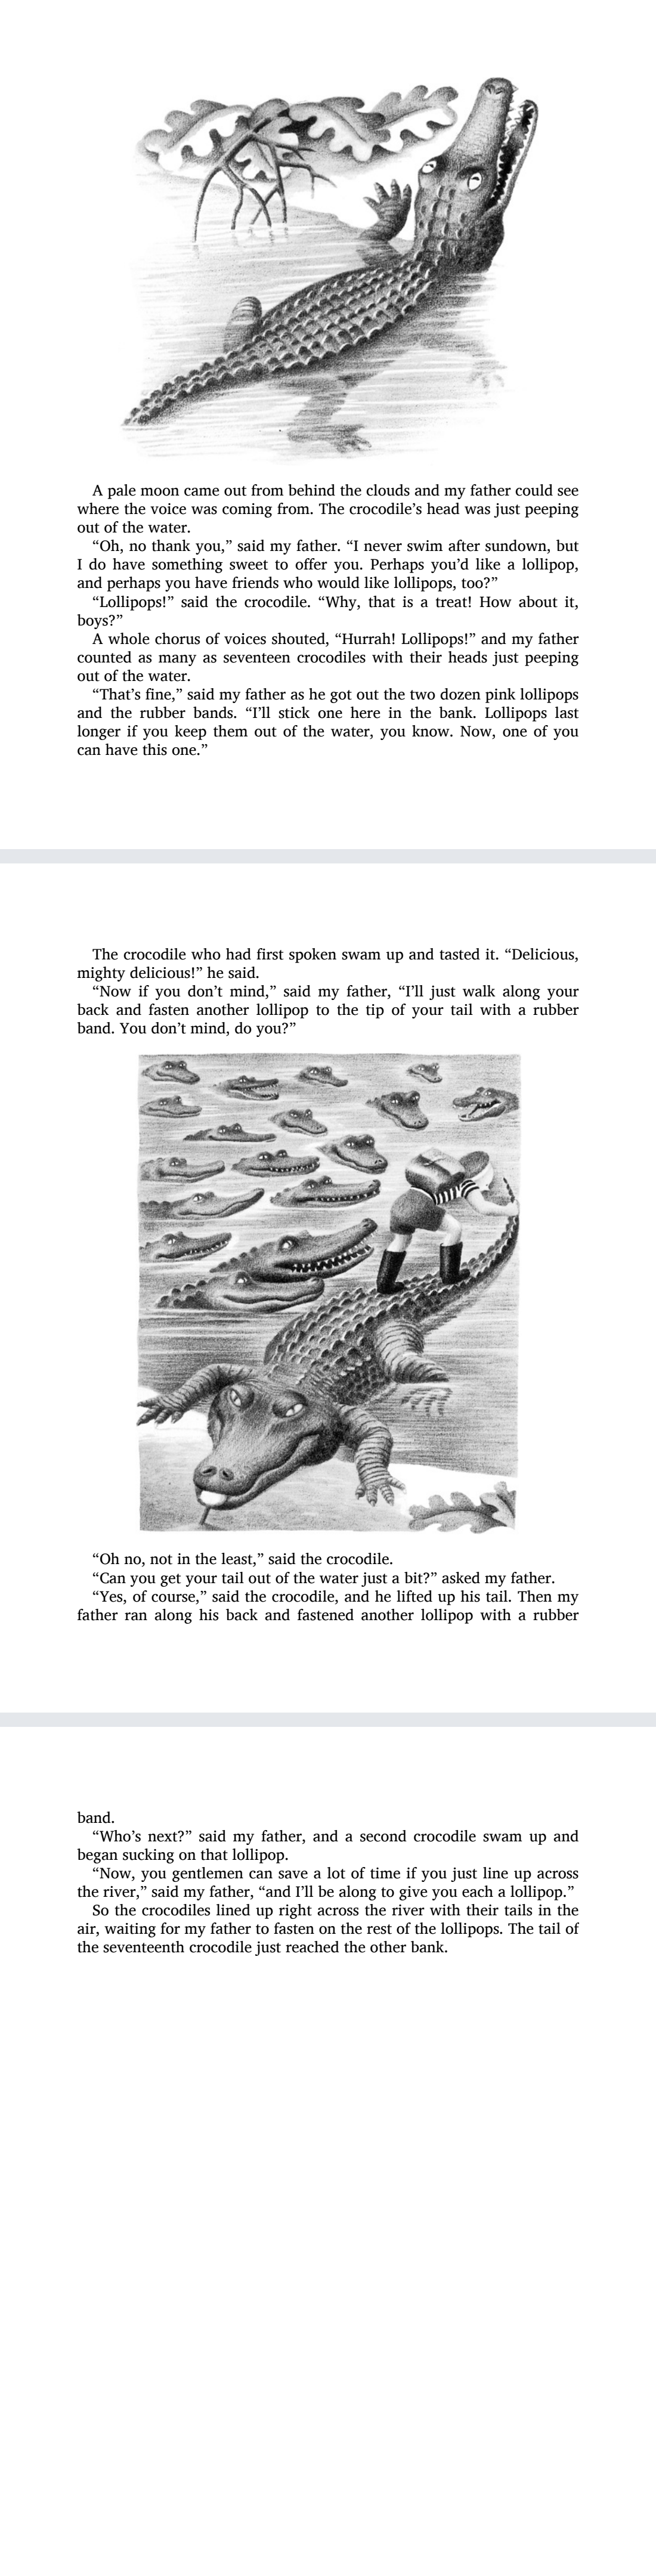 A pale moon came out from behind the clouds and my father could see
where the voice was coming from. The crocodile’s head was just peeping
out of the water.
“Oh, no thank you,” said my father. “I never swim after sundown, but
I do have something sweet to offer you. Perhaps you’d like a lollipop,
and perhaps you have friends who would like lollipops, too?”
“Lollipops!” said the crocodile. “Why, that is a treat! How about it,
boys?”
A whole chorus of voices shouted, “Hurrah! Lollipops!” and my father
counted as many as seventeen crocodiles with their heads just peeping
out of the water.
“That’s fine,” said my father as he got out the two dozen pink lollipops
and the rubber bands. “I’ll stick one here in the bank. Lollipops last
longer if you keep them out of the water, you know. Now, one of you
can have this one.”
The crocodile who had first spoken swam up and tasted it. “Delicious,
mighty delicious!” he said.
“Now if you don’t mind,” said my father, “I’ll just walk along your
back and fasten another lollipop to the tip of your tail with a rubber
band. You don’t mind, do you?”
“Oh no, not in the least,” said the crocodile.
“Can you get your tail out of the water just a bit?” asked my father.
“Yes, of course,” said the crocodile, and he lifted up his tail. Then my
father ran along his back and fastened another lollipop with a rubber
band.
“Who’s next?” said my father, and a second crocodile swam up and
began sucking on that lollipop.
“Now, you gentlemen can save a lot of time if you just line up across
the river,” said my father, “and I’ll be along to give you each a lollipop.”
So the crocodiles lined up right across the river with their tails in the
air, waiting for my father to fasten on the rest of the lollipops. The tail of
the seventeenth crocodile just reached the other bank.